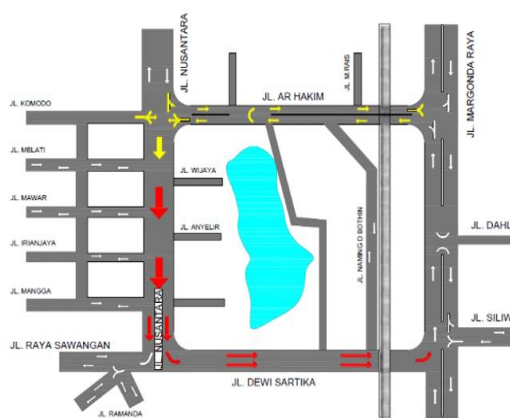 JL. NUSANTARA
JL. M.RAIS
JL. KOMODO
JL. AR HAKIM
JL. MARGONDA RAYA
JL. MELATI
JL. WIJAYA
JL. MAWAR
JL. ANYELIR
JL. DAHL
JL. IRIANJAYA
JL. NAMING D BOTHIN
JL. MANGGA
JL. NUSANTARA
JL. SILIW
JL. RAYA SAWANGAN
JL. DEWI SARTIKA
JL. RAMANDA